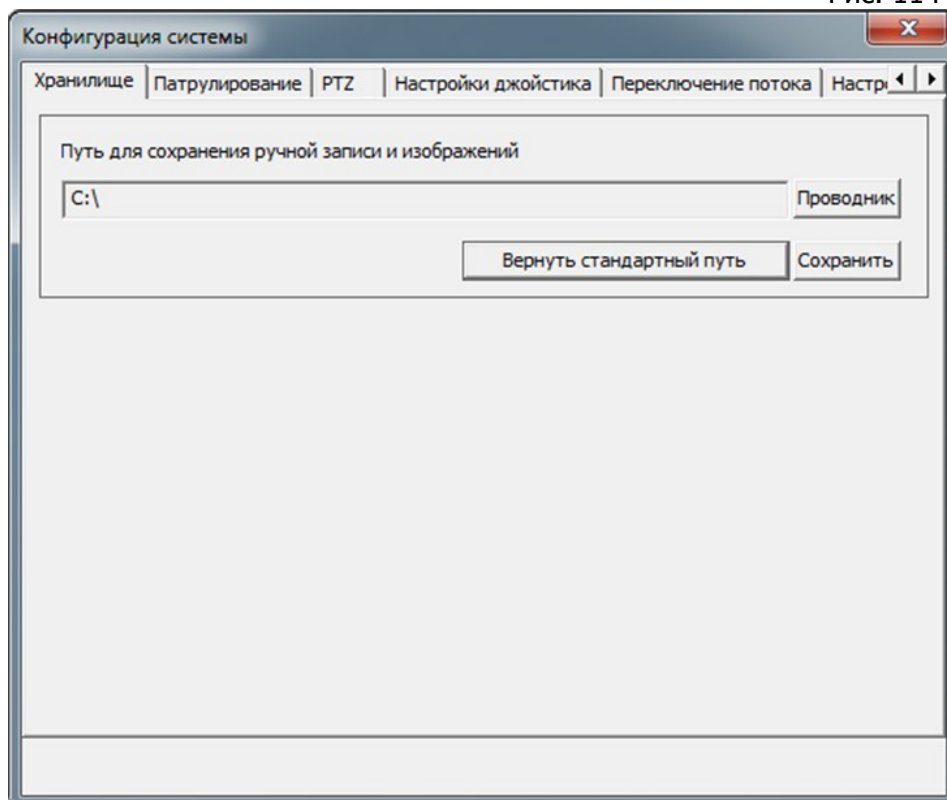 Конфигурация системы
Хранилище Патрулирование PTZ Настройки джойстика Переключение потока
Путь для сохранения ручной записи и изображений
C:\ Проводник
Вернуть стандартный путь Сохранить